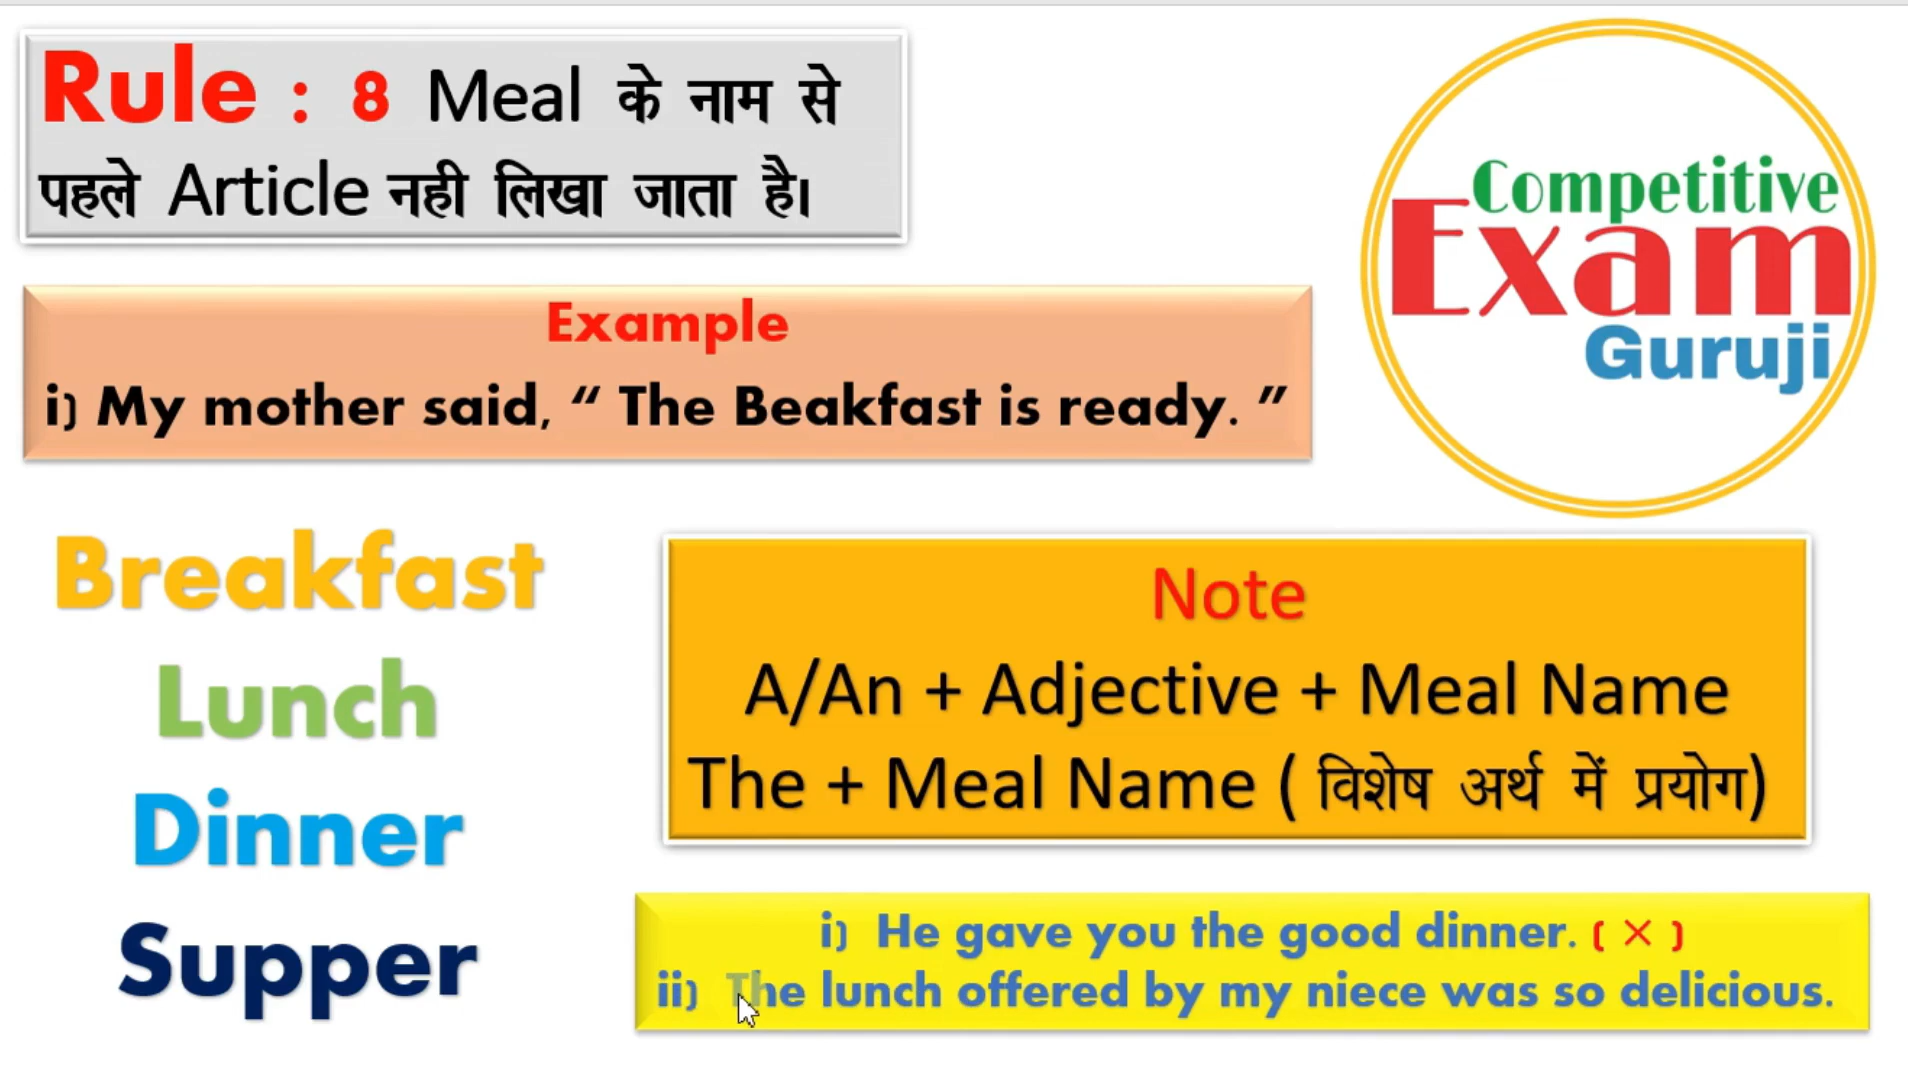 Rule : 8 Meal के नाम से
पहले Article नही लिखा जाता है।
Competitive
Exam
Guruji
Example
i) My mother said, “ The Beakfast is ready. ”
Breakfast
Lunch
Dinner
Supper
Note
A/An + Adjective + Meal Name
The + Meal Name ( विशेष अर्थ में प्रयोग)
i) He gave you the good dinner. ( × )
ii) The lunch offered by my niece was so delicious.